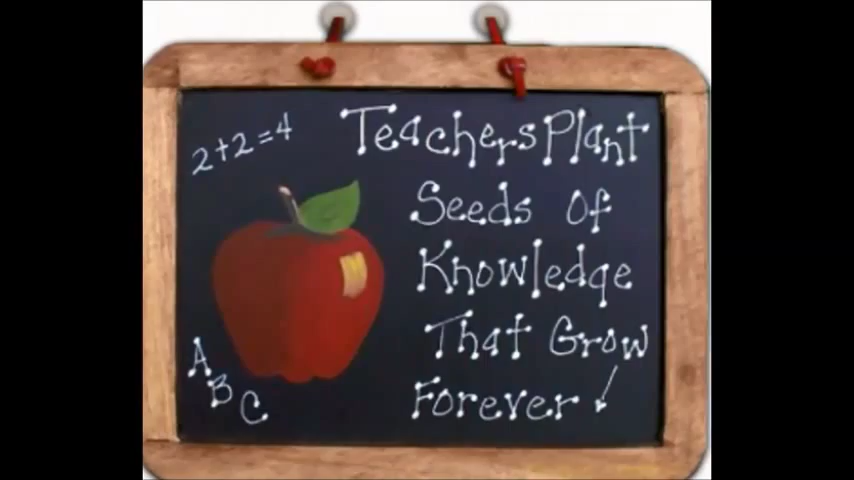 2+2=4
Teachers Plant
Seeds Of
Knowledge
That Grow
Forever
A
B
C